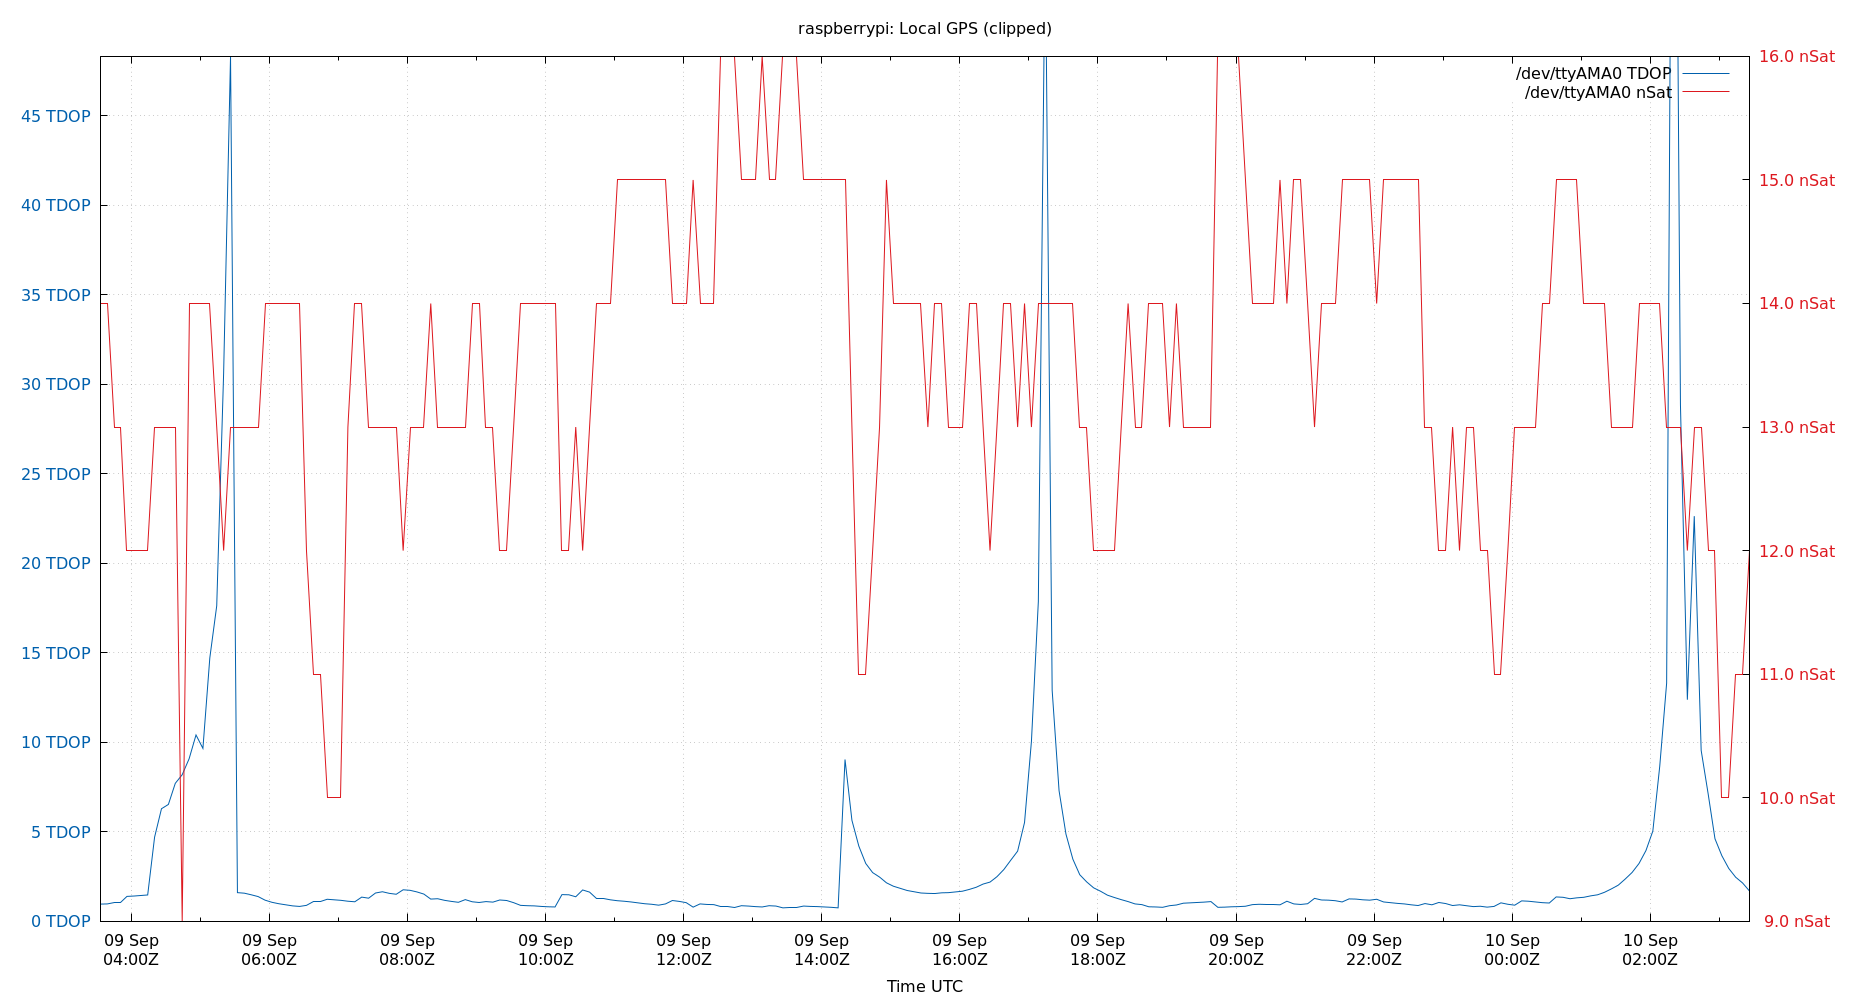 raspberrypi: Local GPS (clipped)
/dev/ttyAMA0 TDOP
/dev/ttyAMA0 nSat
45 TDOP
40 TDOP
35 TDOP
30 TDOP
25 TDOP
20 TDOP
15 TDOP
10 TDOP
5 TDOP
0 TDOP
16.0 nSat
15.0 nSat
14.0 nSat
13.0 nSat
12.0 nSat
11.0 nSat
10.0 nSat
9.0 nSat
09 Sep
04:00Z
09 Sep
06:00Z
09 Sep
08:00Z
09 Sep
10:00Z
09 Sep
12:00Z
09 Sep
14:00Z
09 Sep
16:00Z
09 Sep
18:00Z
09 Sep
20:00Z
09 Sep
22:00Z
10 Sep
00:00Z
10 Sep
02:00Z
Time UTC